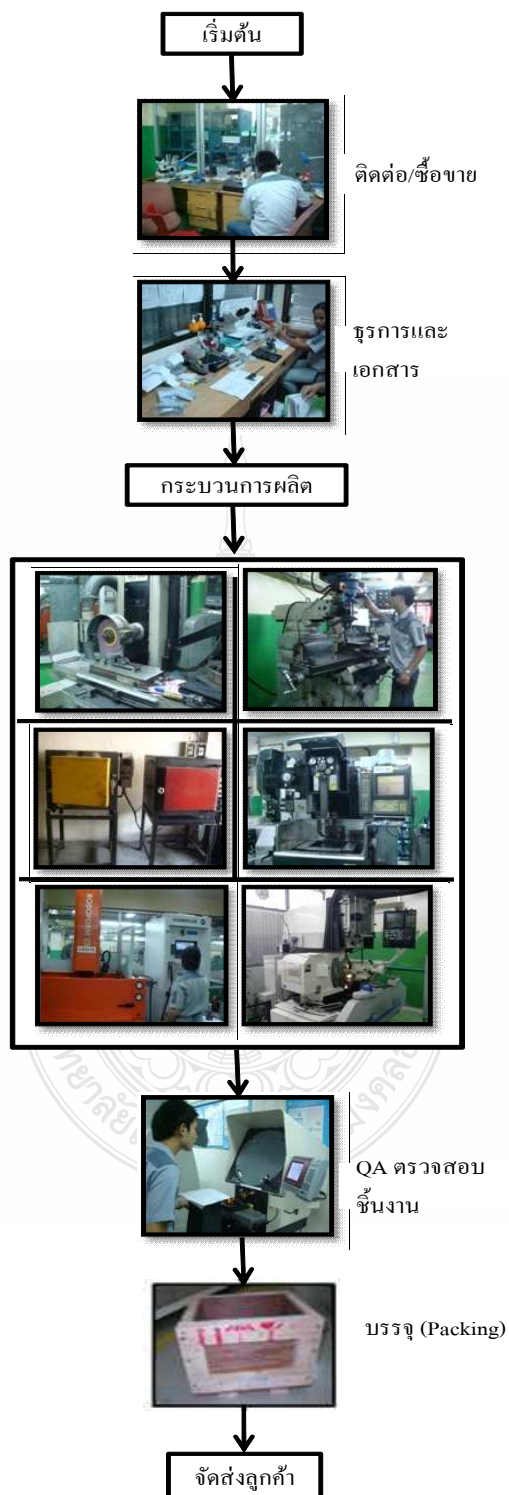 เริ่มต้น
ติดต่อ/ซื้อขาย
ธุรการและ
เอกสาร
กระบวนการผลิต
QA ตรวจสอบ
ชิ้นงาน
บรรจุ (Packing)
จัดส่งลูกค้า